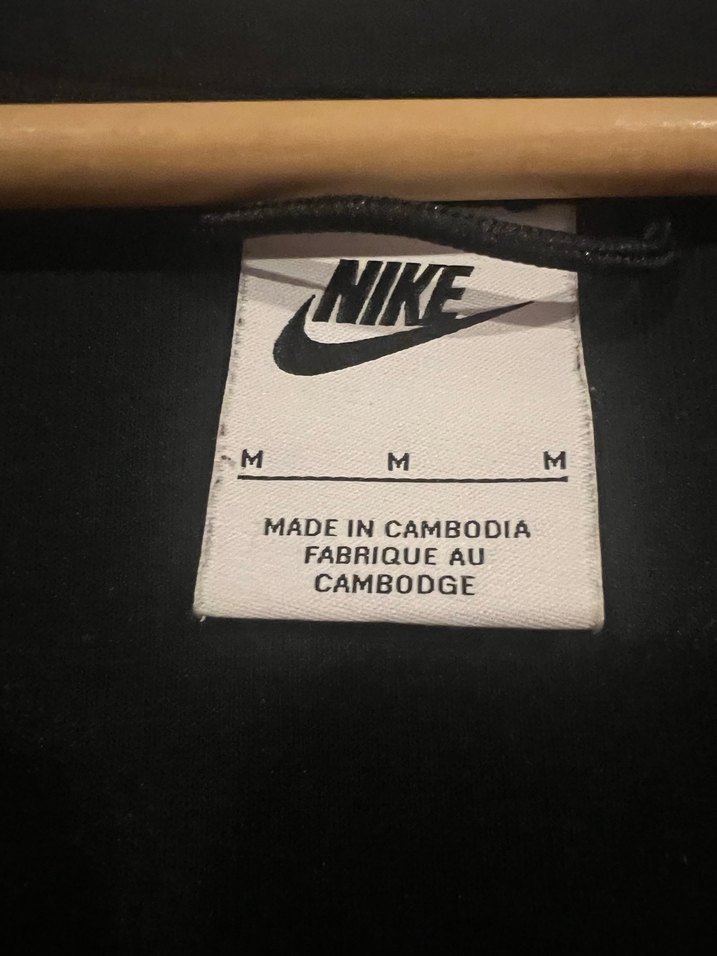 NIKE
M M M
MADE IN CAMBODIA
FABRIQUE AU
CAMBODGE